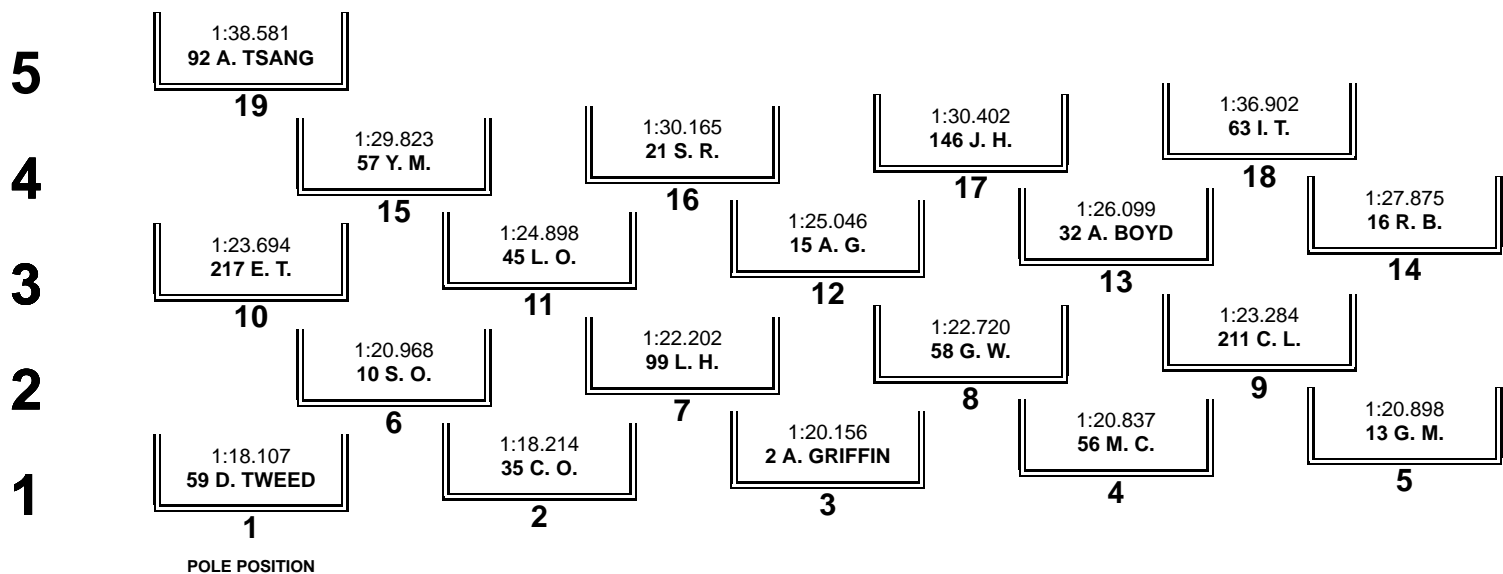 5
1:38.581
92 A. TSANG
19
4
1:29.823
57 Y. M.
15
1:30.165
21 S. R.
16
1:30.402
146 J. H.
17
1:36.902
63 I. T.
18
3
1:23.694
217 E. T.
10
1:24.898
45 L. O.
11
1:25.046
15 A. G.
12
1:26.099
32 A. BOYD
13
1:27.875
16 R. B.
14
2
1:20.968
10 S. O.
6
1:22.202
99 L. H.
7
1:22.720
58 G. W.
8
1:23.284
211 C. L.
9
1
1:18.107
59 D. TWEED
1
1:18.214
35 C. O.
2
1:20.156
2 A. GRIFFIN
3
1:20.837
56 M. C.
4
1:20.898
13 G. M.
5
POLE POSITION